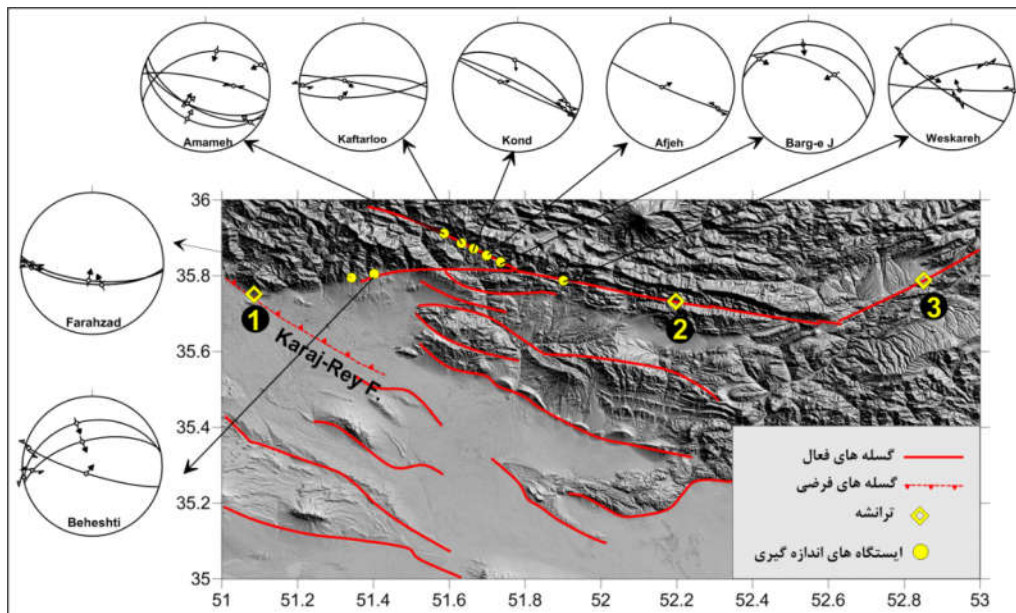 Amameh
Kaftarloo
Kond
Afjeh
Barg-e J
Weskareh
Farahzad
Beheshti
36
35.8
35.6
35.4
35.2
35
51
51.2
51.4
51.6
51.8
52
52.2
52.4
52.6
52.8
53
1
2
3
Karaj-Rey F.
گسله های فعال
گسله های فرضی
ترانشه
ایستگاه های اندازه گیری